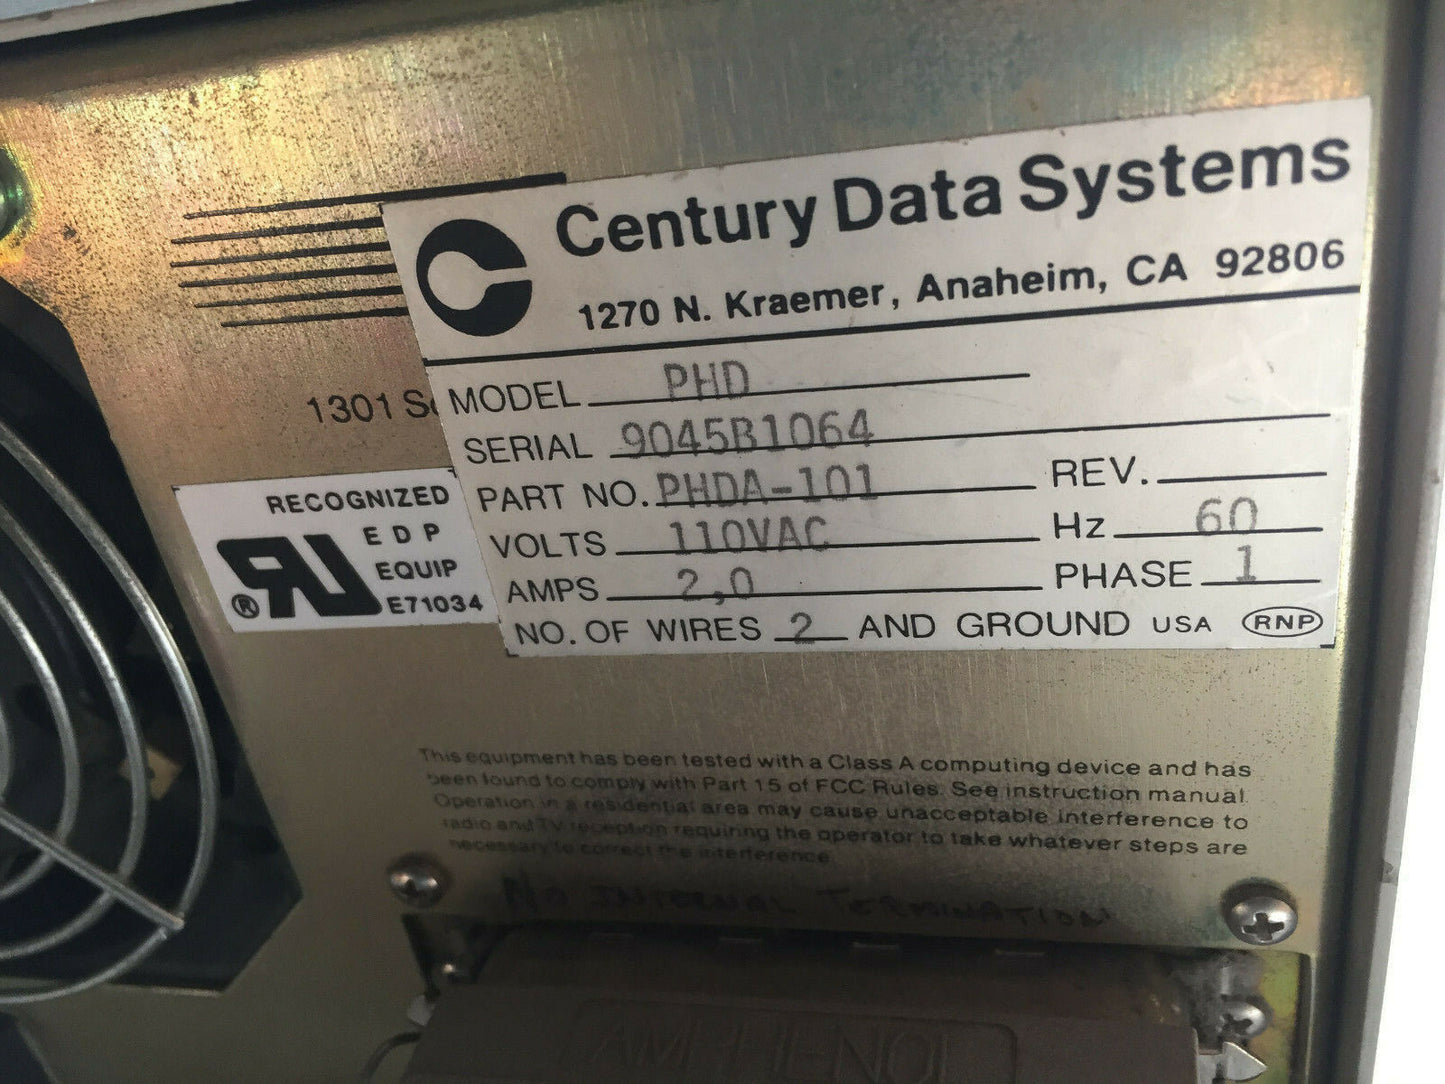 Century Data Systems
1270 N. Kraemer, Anaheim, CA 92806
1301
MODEL PHD
SERIAL 9045B1064
PART NO. PHDA-101 REV.
VOLTS 110VAC Hz 60
AMPS 2,0 PHASE 1
NO. OF WIRES 2 AND GROUND USA RNP
RECOGNIZED
EDP
EQUIP
® E71034
This equipment has been tested with a Class A computing device and has
been found to comply with Part 15 of FCC Rules. See instruction manual.
Operation in a residential area may cause unacceptable interference to
radio and TV reception requiring the operator to take whatever steps are
necessary to correct the interference.
NO INTERNAL TERMINATION
AMPHENOL